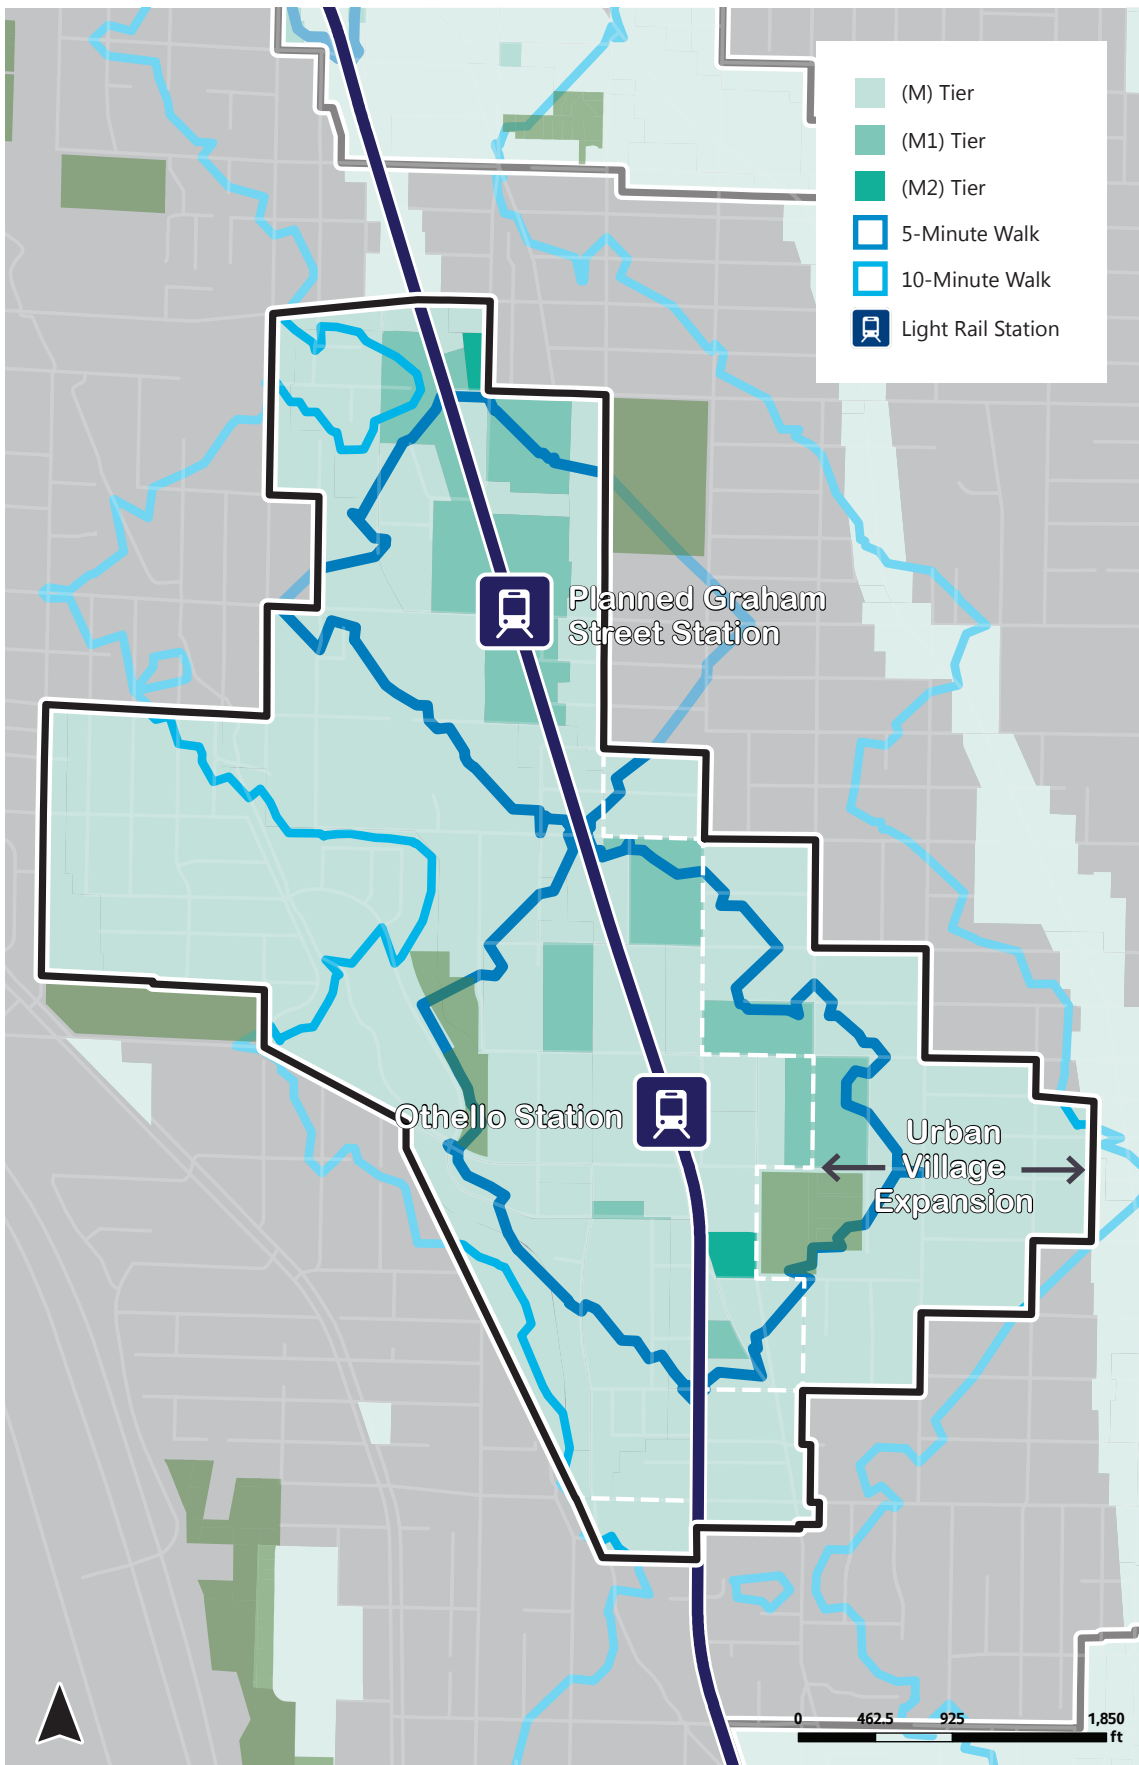 (M) Tier
(M1) Tier
(M2) Tier
5-Minute Walk
10-Minute Walk
Light Rail Station
Planned Graham
Street Station
Othello Station
Urban
Village
Expansion
0 462.5 925 1,850
ft